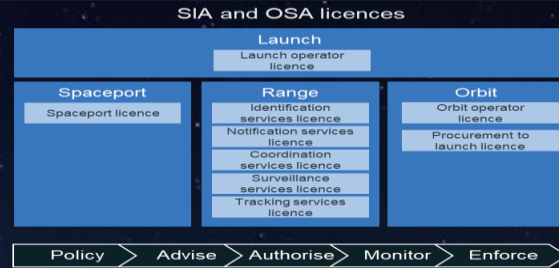 SIA and OSA licences
Launch
Launch operator
licence
Spaceport
Spaceport licence
Range
Identification
services licence
Notification services
licence
Coordination
services licence
Surveillance
services licence
Tracking services
licence
Orbit
Orbit operator
licence
Procurement to
launch licence
Policy
Advise
Authorise
Monitor
Enforce